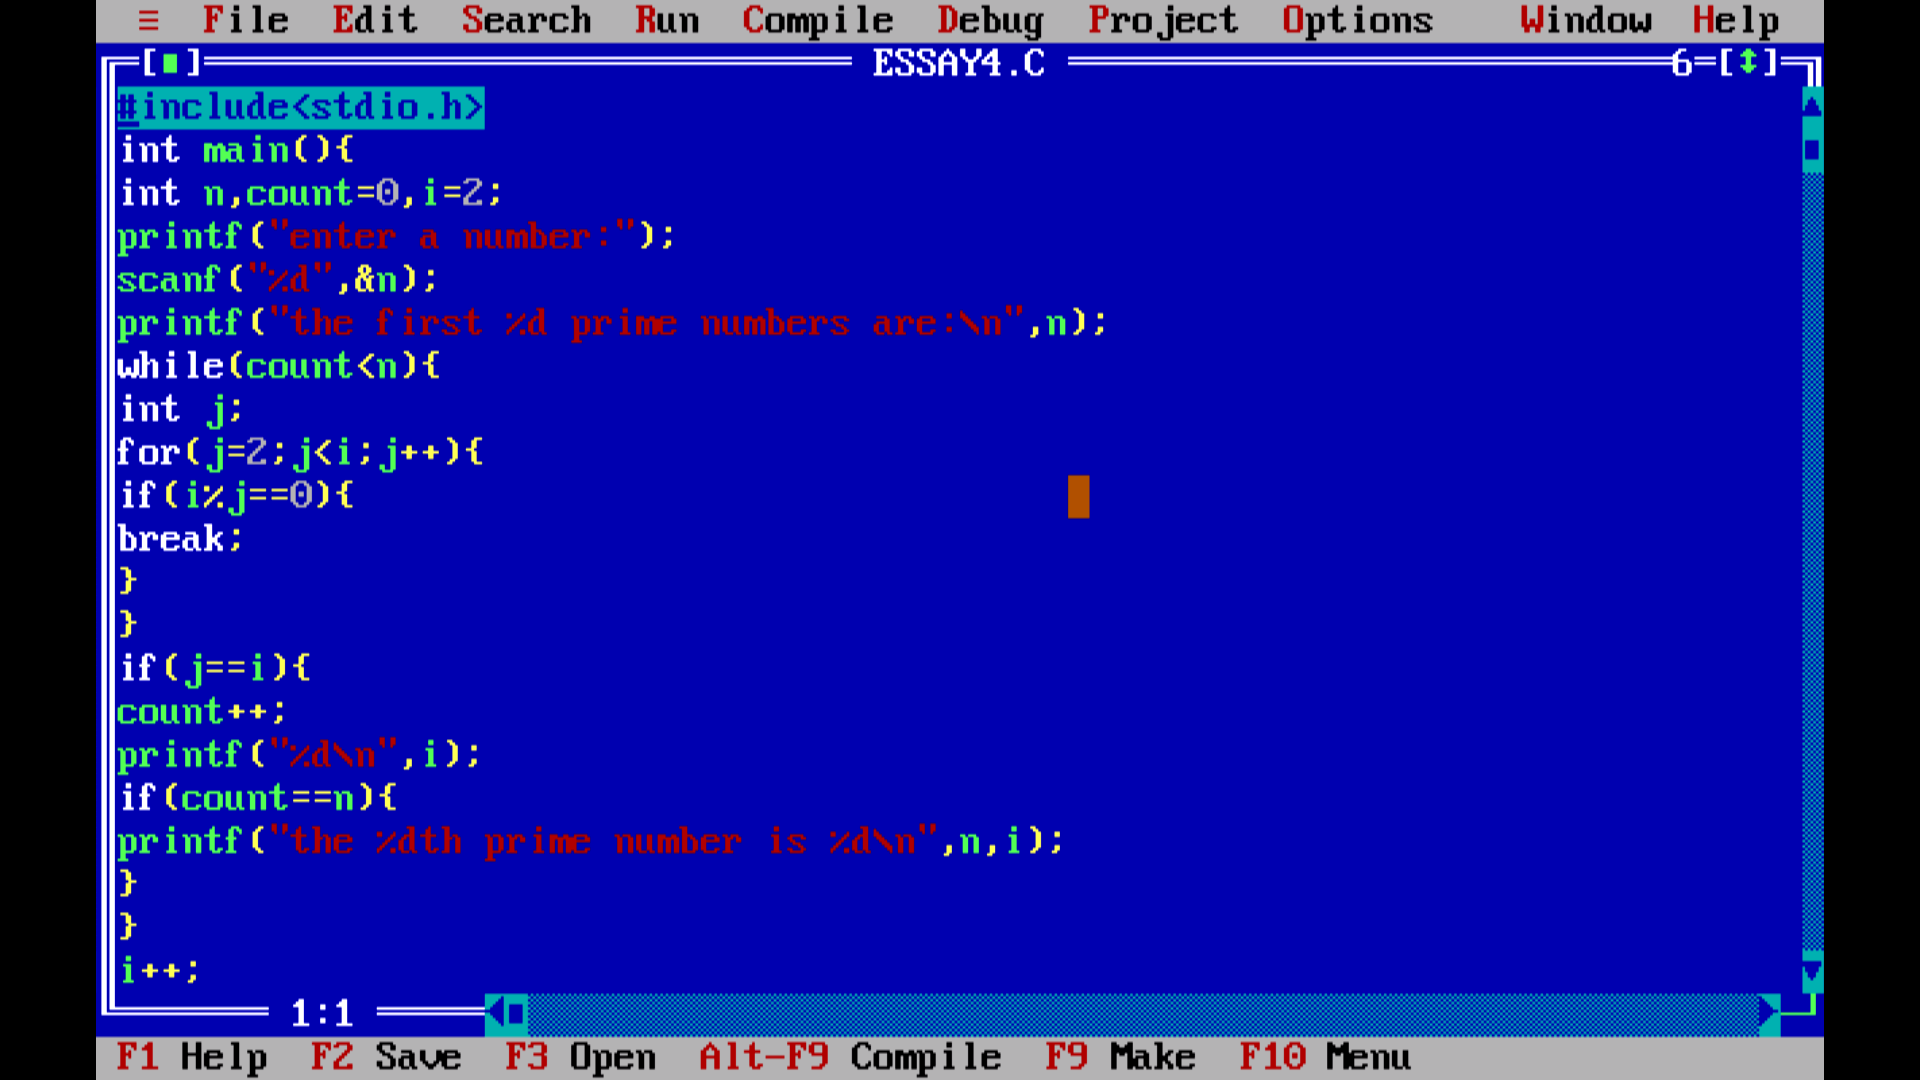 ≡ File Edit Search Run Compile Debug Project Options Window Help
[■] ESSAY4.C 6=[↕]
#include<stdio.h>
int main(){
int n,count=0,i=2;
printf("enter a number:");
scanf("%d",&n);
printf("the first %d prime numbers are:\n",n);
while(count<n){
int j;
for(j=2;j<i;j++){
if(i%j==0){
break;
}
}
if(j==i){
count++;
printf("%d\n",i);
if(count==n){
printf("the %dth prime number is %d\n",n,i);
}
}
i++;
1:1
F1 Help F2 Save F3 Open Alt-F9 Compile F9 Make F10 Menu